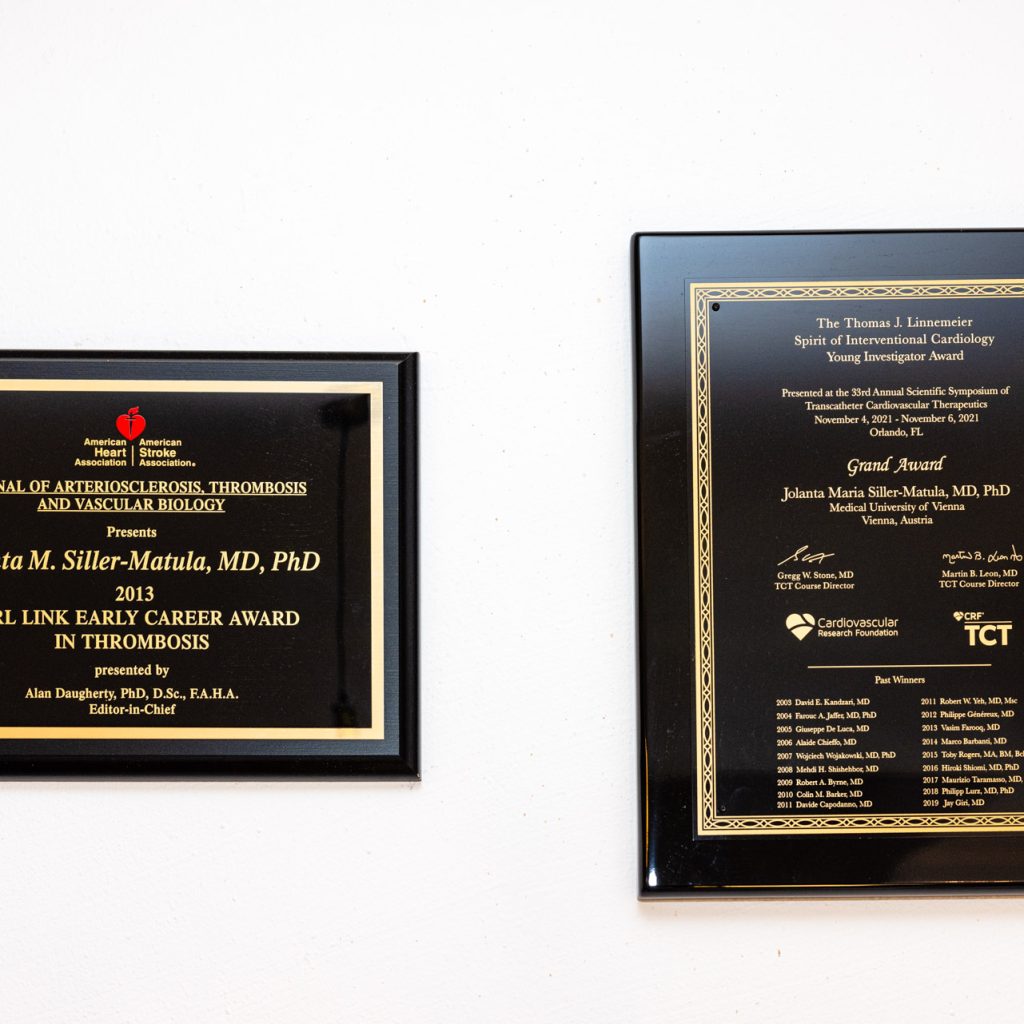 American American
Heart Stroke
Association Association®
NAL OF ARTERIOSCLEROSIS, THROMBOSIS
AND VASCULAR BIOLOGY
Presents
ta M. Siller-Matula, MD, PhD
2013
RL LINK EARLY CAREER AWARD
IN THROMBOSIS
presented by
Alan Daugherty, PhD, D.Sc., F.A.H.A.
Editor-in-Chief
The Thomas J. Linnemeier
Spirit of Interventional Cardiology
Young Investigator Award
Presented at the 33rd Annual Scientific Symposium of
Transcatheter Cardiovascular Therapeutics
November 4, 2021 - November 6, 2021
Orlando, FL
Grand Award
Jolanta Maria Siller-Matula, MD, PhD
Medical University of Vienna
Vienna, Austria
Gregg W. Stone, MD
TCT Course Director
Martin B. Leon, MD
TCT Course Director
Cardiovascular
Research Foundation
CRF®
TCT
Past Winners
2003 David E. Kandzari, MD
2004 Farouc A. Jaffer, MD, PhD
2005 Giuseppe De Luca, MD
2006 Alaide Chieffo, MD
2007 Wojciech Wojakowski, MD, PhD
2008 Mehdi H. Shishehbor, MD
2009 Robert A. Byrne, MD
2010 Colin M. Barker, MD
2011 Davide Capodanno, MD
2011 Robert W. Yeh, MD, Msc
2012 Philippe Généreux, MD
2013 Vasim Farooq, MD
2014 Marco Barbanti, MD
2015 Toby Rogers, MA, BM, Bc
2016 Hiroki Shiomi, MD, PhD
2017 Maurizio Taramasso, MD,
2018 Philipp Lurz, MD, PhD
2019 Jay Giri, MD